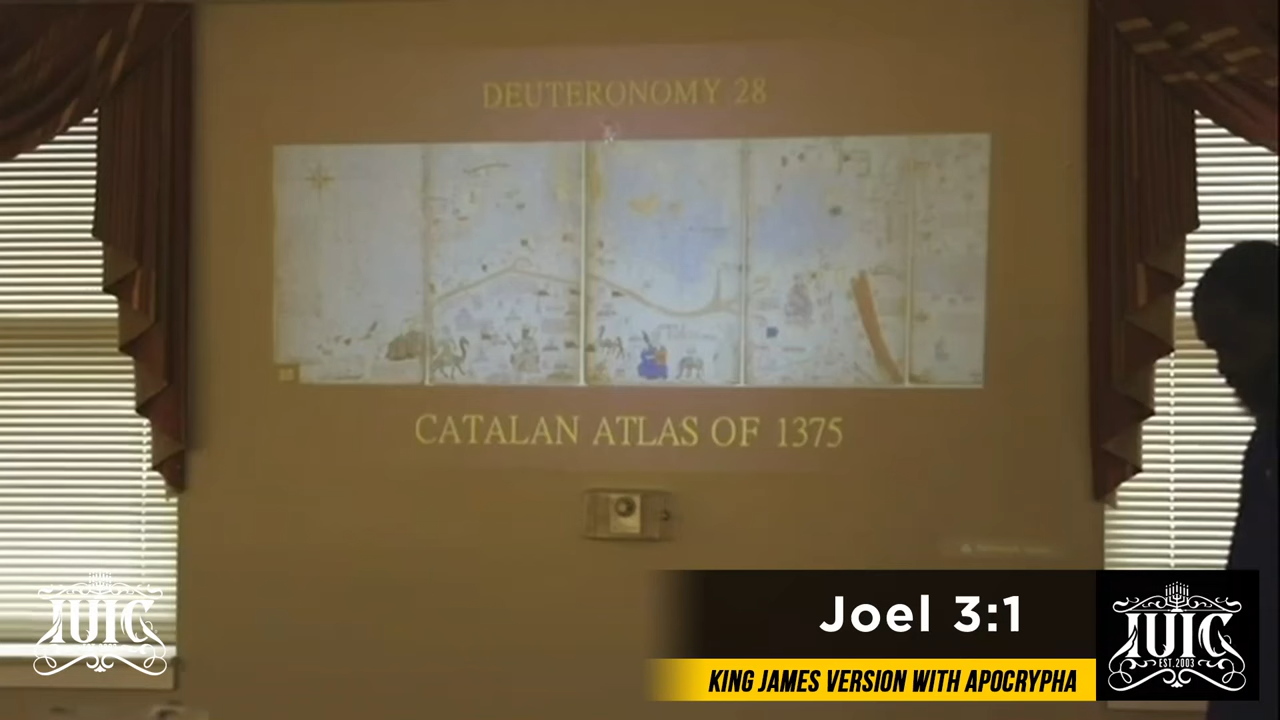 DEUTERONOMY 28
CATALAN ATLAS OF 1375
Joel 3:1
KING JAMES VERSION WITH APOCRYPHA
IUIC
IUIC
EST. 2003